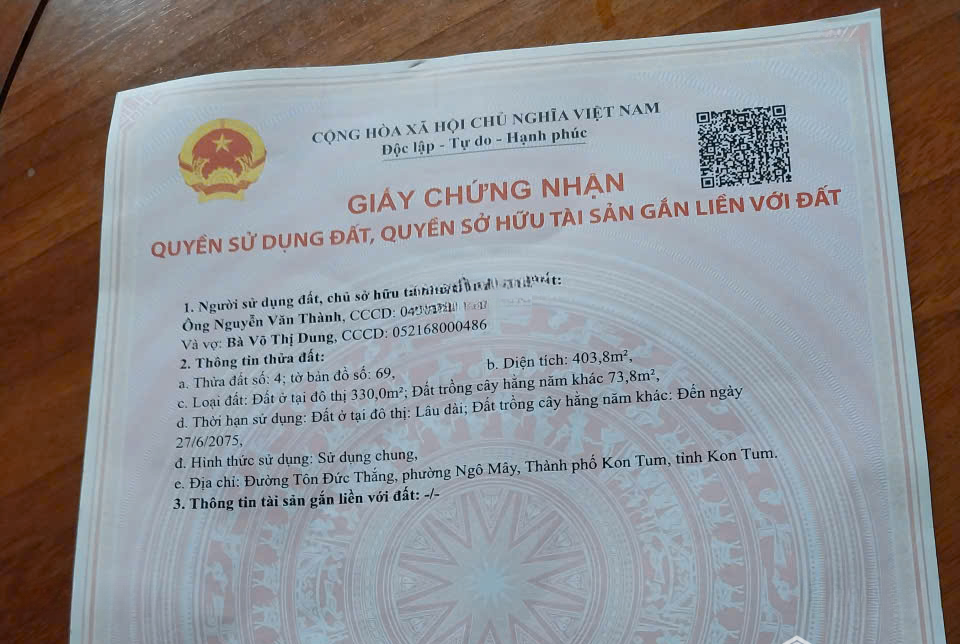 CỘNG HÒA XÃ HỘI CHỦ NGHĨA VIỆT NAM
Độc lập - Tự do - Hạnh phúc
GIẤY CHỨNG NHẬN
QUYỀN SỬ DỤNG ĐẤT, QUYỀN SỞ HỮU TÀI SẢN GẮN LIỀN VỚI ĐẤT
1. Người sử dụng đất, chủ sở hữu
Ông Nguyễn Văn Thành, CCCD:
Và vợ: Bà Võ Thị Dung, CCCD: 052168000486
2. Thông tin thửa đất:
a. Thửa đất số: 4; tờ bản đồ số: 69, b. Diện tích: 403,8m²,
c. Loại đất: Đất ở tại đô thị 330,0m²; Đất trồng cây hằng năm khác 73,8m²,
d. Thời hạn sử dụng: Đất ở tại đô thị: Lâu dài; Đất trồng cây hằng năm khác: Đến ngày
27/6/2075,
đ. Hình thức sử dụng: Sử dụng chung,
e. Địa chỉ: Đường Tôn Đức Thắng, phường Ngô Mây, Thành phố Kon Tum, tỉnh Kon Tum.
3. Thông tin tài sản gắn liền với đất: -/-